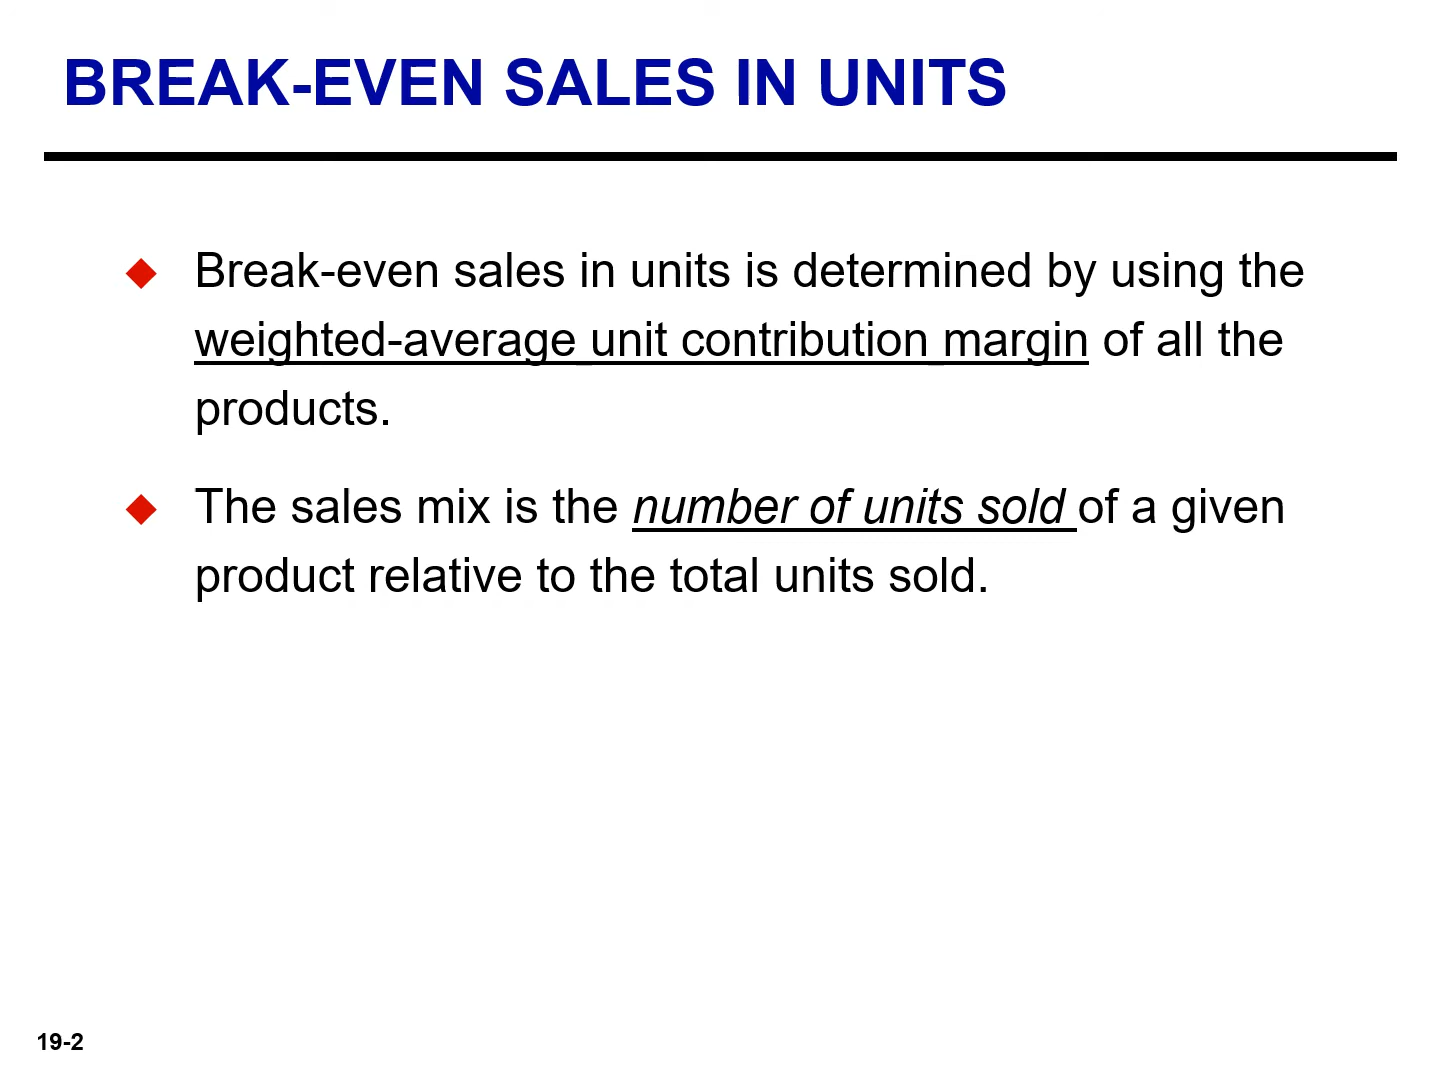 BREAK-EVEN SALES IN UNITS
Break-even sales in units is determined by using the
weighted-average unit contribution margin of all the
products.
The sales mix is the number of units sold of a given
product relative to the total units sold.
19-2